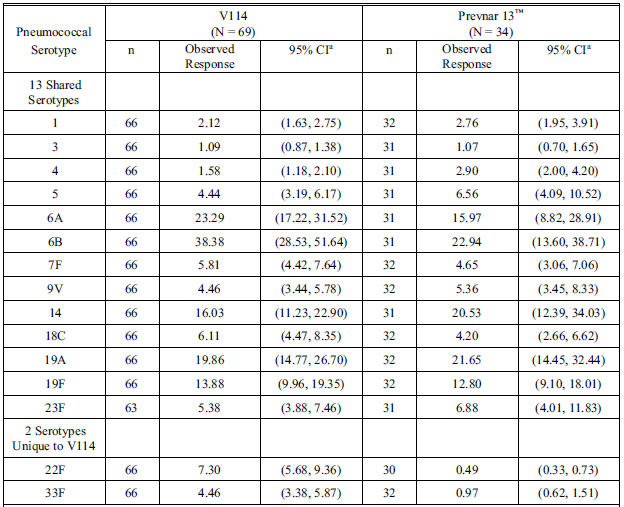 Pneumococcal Serotype V114 (N = 69) Prevnar 13™ (N = 34)
n Observed Response 95% CIa n Observed Response 95% CIa
13 Shared Serotypes
1 66 2.12 (1.63, 2.75) 32 2.76 (1.95, 3.91)
3 66 1.09 (0.87, 1.38) 31 1.07 (0.70, 1.65)
4 66 1.58 (1.18, 2.10) 31 2.90 (2.00, 4.20)
5 66 4.44 (3.19, 6.17) 31 6.56 (4.09, 10.52)
6A 66 23.29 (17.22, 31.52) 31 15.97 (8.82, 28.91)
6B 66 38.38 (28.53, 51.64) 31 22.94 (13.60, 38.71)
7F 66 5.81 (4.42, 7.64) 32 4.65 (3.06, 7.06)
9V 66 4.46 (3.44, 5.78) 32 5.36 (3.45, 8.33)
14 66 16.03 (11.23, 22.90) 31 20.53 (12.39, 34.03)
18C 66 6.11 (4.47, 8.35) 32 4.20 (2.66, 6.62)
19A 66 19.86 (14.77, 26.70) 32 21.65 (14.45, 32.44)
19F 66 13.88 (9.96, 19.35) 32 12.80 (9.10, 18.01)
23F 63 5.38 (3.88, 7.46) 31 6.88 (4.01, 11.83)
2 Serotypes Unique to V114
22F 66 7.30 (5.68, 9.36) 30 0.49 (0.33, 0.73)
33F 66 4.46 (3.38, 5.87) 32 0.97 (0.62, 1.51)